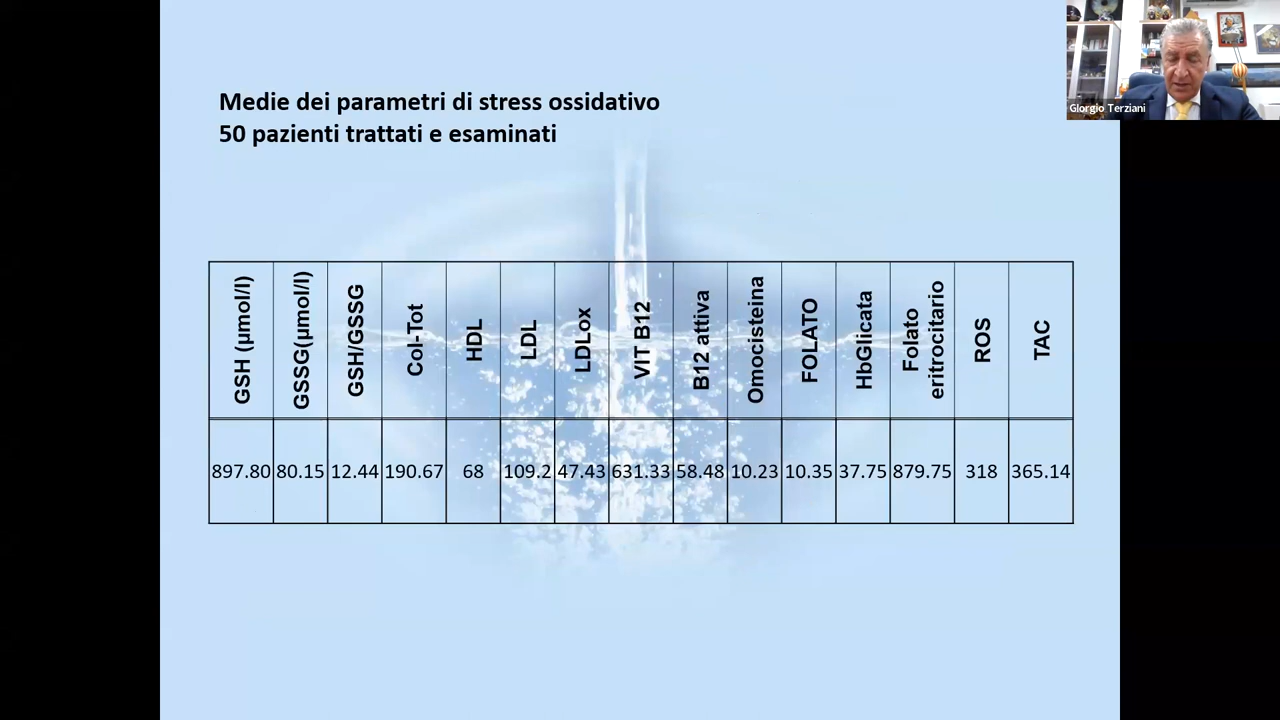 Medie dei parametri di stress ossidativo
50 pazienti trattati e esaminati
Giorgio Terziani
GSH (µmol/l)
GSSG(µmol/l)
GSH/GSSG
Col-Tot
HDL
LDL
LDLox
VIT B12
B12 attiva
Omocisteina
FOLATO
HbGlicata
Folato
eritrocitario
ROS
TAC
897.80 80.15 12.44 190.67 68 109.2 47.43 631.33 58.48 10.23 10.35 37.75 879.75 318 365.14